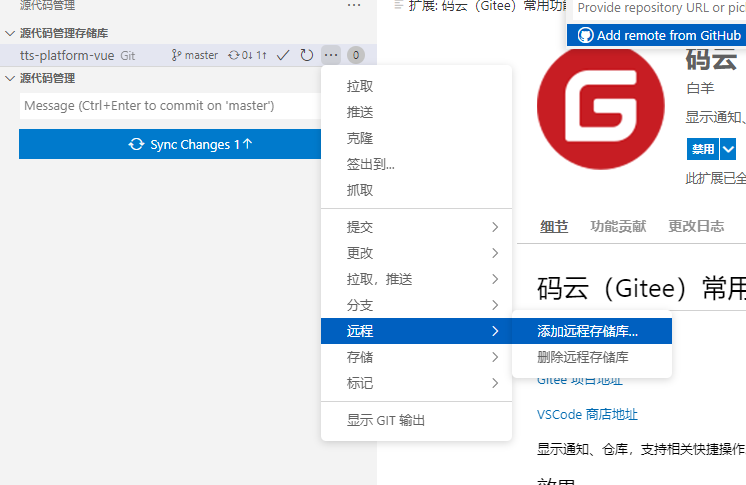 源代码管理
扩展: 码云（Gitee）常用功能
Provide repository URL or pic
Add remote from GitHub
源代码管理存储库
tts-platform-vue Git master 0↓ 1↑ 0
源代码管理
Message (Ctrl+Enter to commit on 'master')
Sync Changes 1↑
拉取
推送
克隆
签出到...
抓取
提交
更改
拉取，推送
分支
远程
存储
标记
显示 GIT 输出
添加远程存储库...
删除远程存储库
码云
白羊
显示通知、
禁用
此扩展已全
细节 功能贡献 更改日志
码云（Gitee）常用
Gitee 项目地址
VSCode 商店地址
显示通知、仓库，支持相关快捷操作